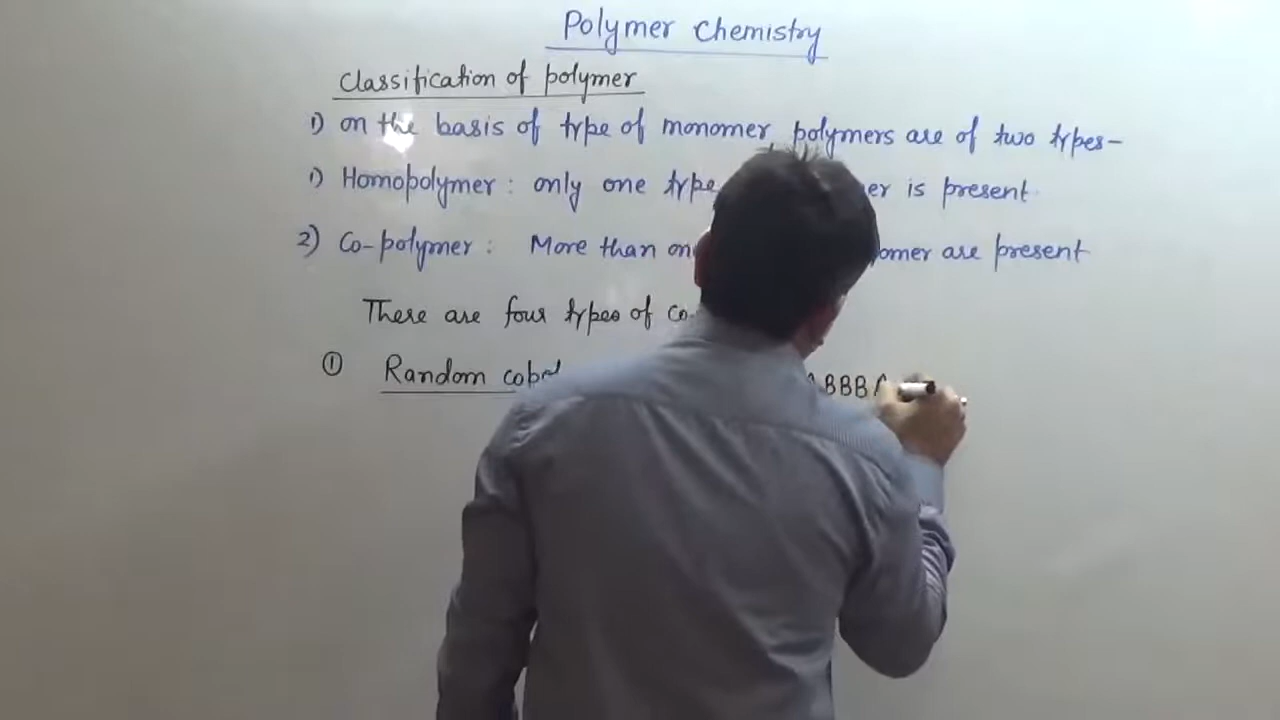 Polymer Chemistry
Classification of polymer
1) on the basis of type of monomer polymers are of two types-
1) Homopolymer : only one type er is present
2) Co-polymer : More than on omer are present
There are four types of co-
① Random copol ABBBA